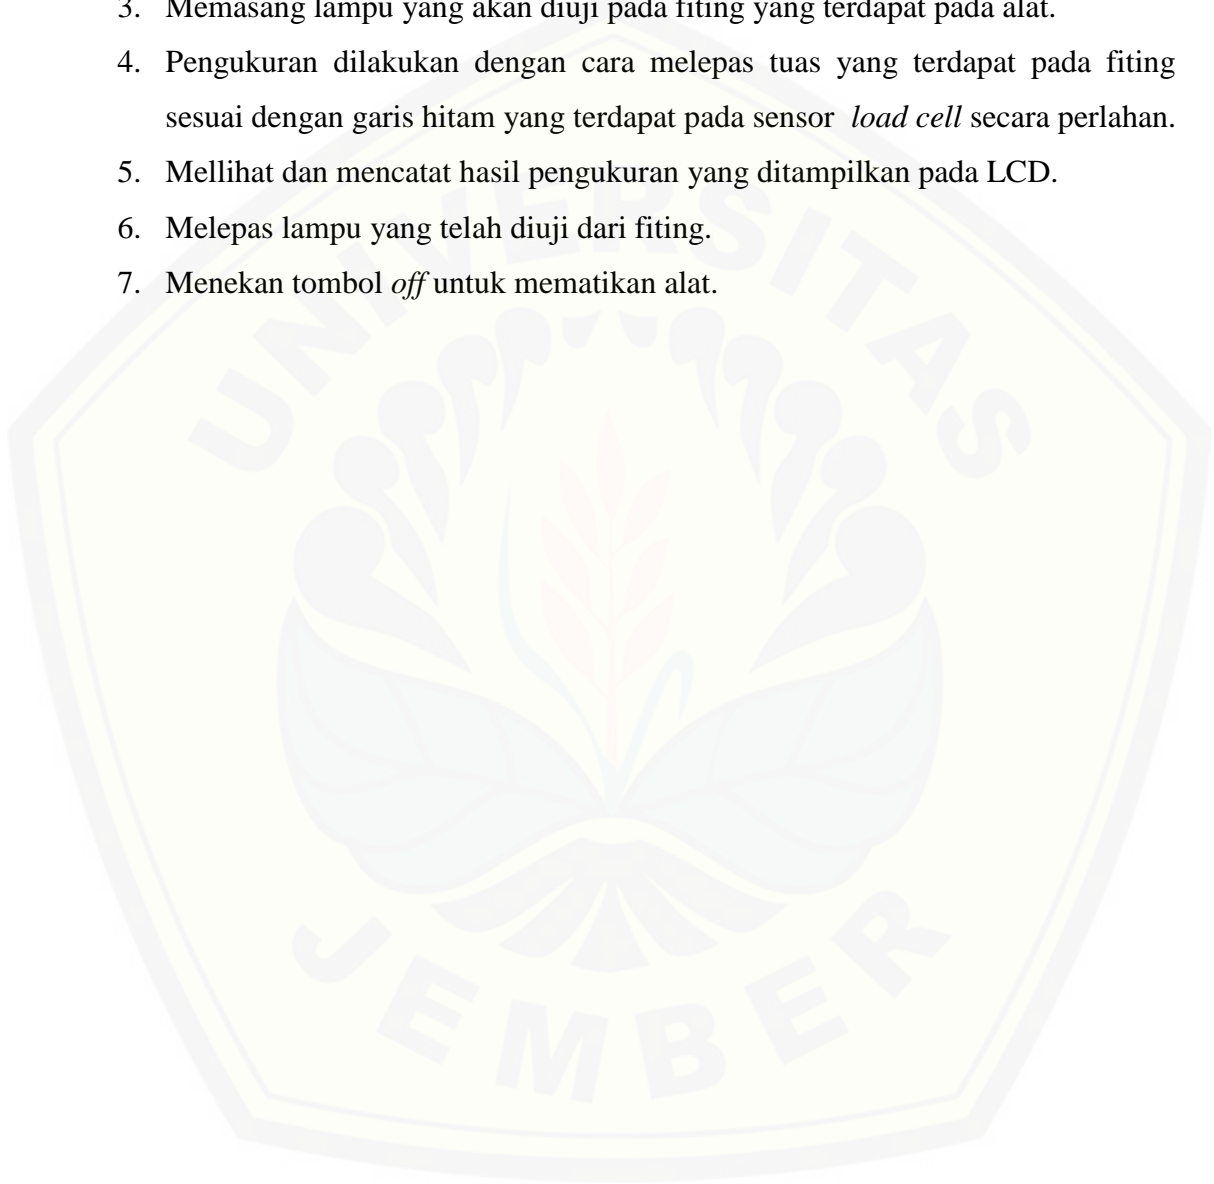 3. Memasang lampu yang akan diuji pada fiting yang terdapat pada alat.
4. Pengukuran dilakukan dengan cara melepas tuas yang terdapat pada fiting
sesuai dengan garis hitam yang terdapat pada sensor load cell secara perlahan.
5. Mellihat dan mencatat hasil pengukuran yang ditampilkan pada LCD.
6. Melepas lampu yang telah diuji dari fiting.
7. Menekan tombol off untuk mematikan alat.
UNIVERSITAS
JEMBER